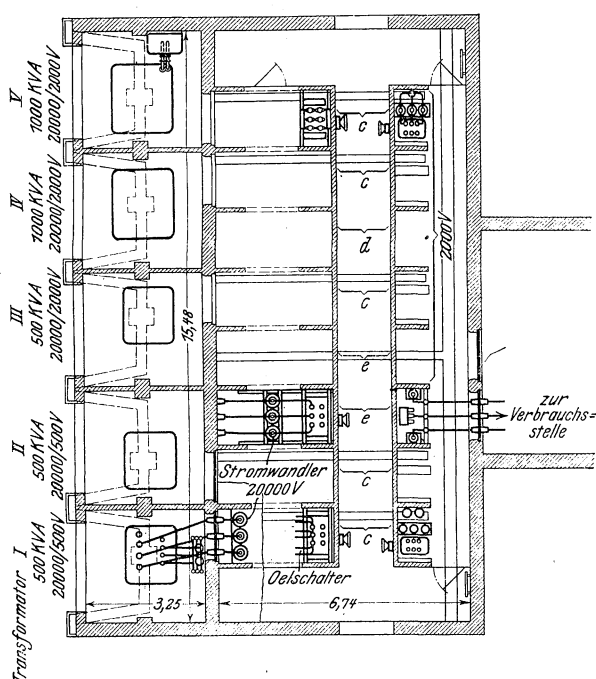 V
1000 KVA
20000/2000V
IV
1000 KVA
20000/2000V
III
500 KVA
20000/2000V
II
500 KVA
20000/500V
Transformator I
500 KVA
20000/500V
15,48
c
c
d
c
e
e
c
c
2000V
zur
Verbrauchs=
stelle
Stromwandler
20000V
Oelschalter
3,25
6,74